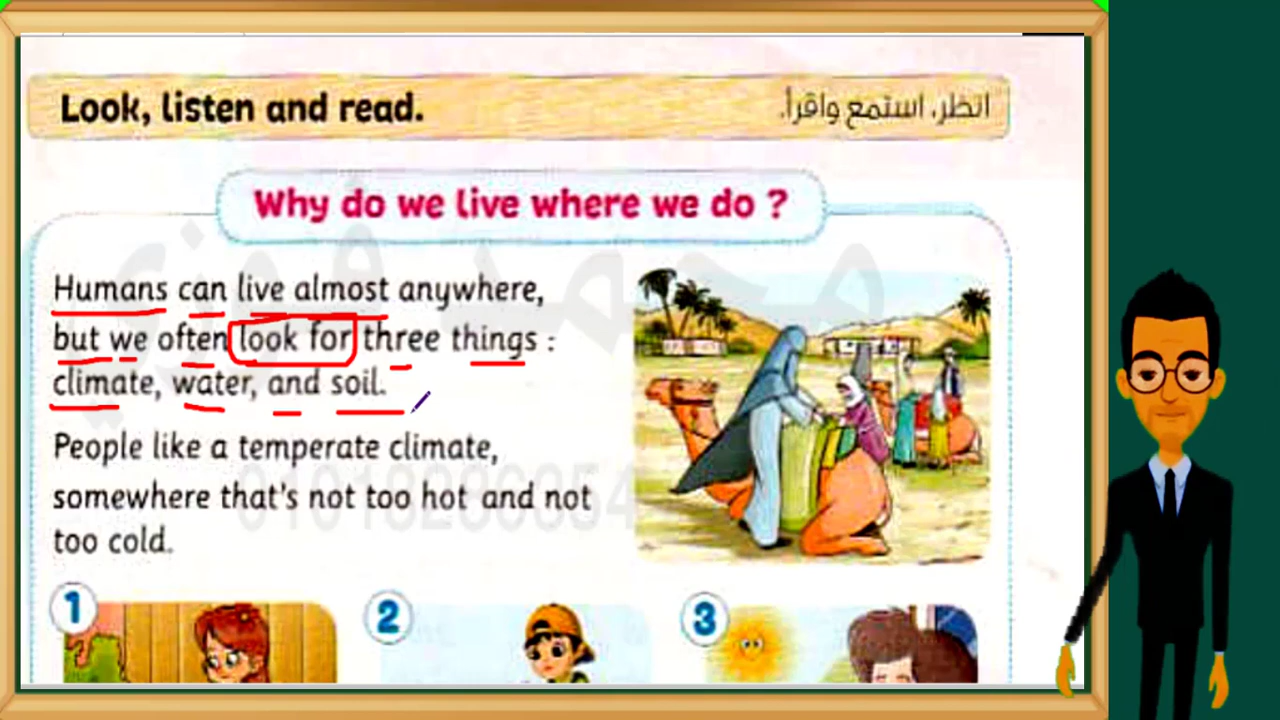 Look, listen and read.
انظر، استمع واقرأ.
Why do we live where we do ?
Humans can live almost anywhere,
but we often look for three things :
climate, water, and soil.
People like a temperate climate,
somewhere that's not too hot and not
too cold.
1
2
3